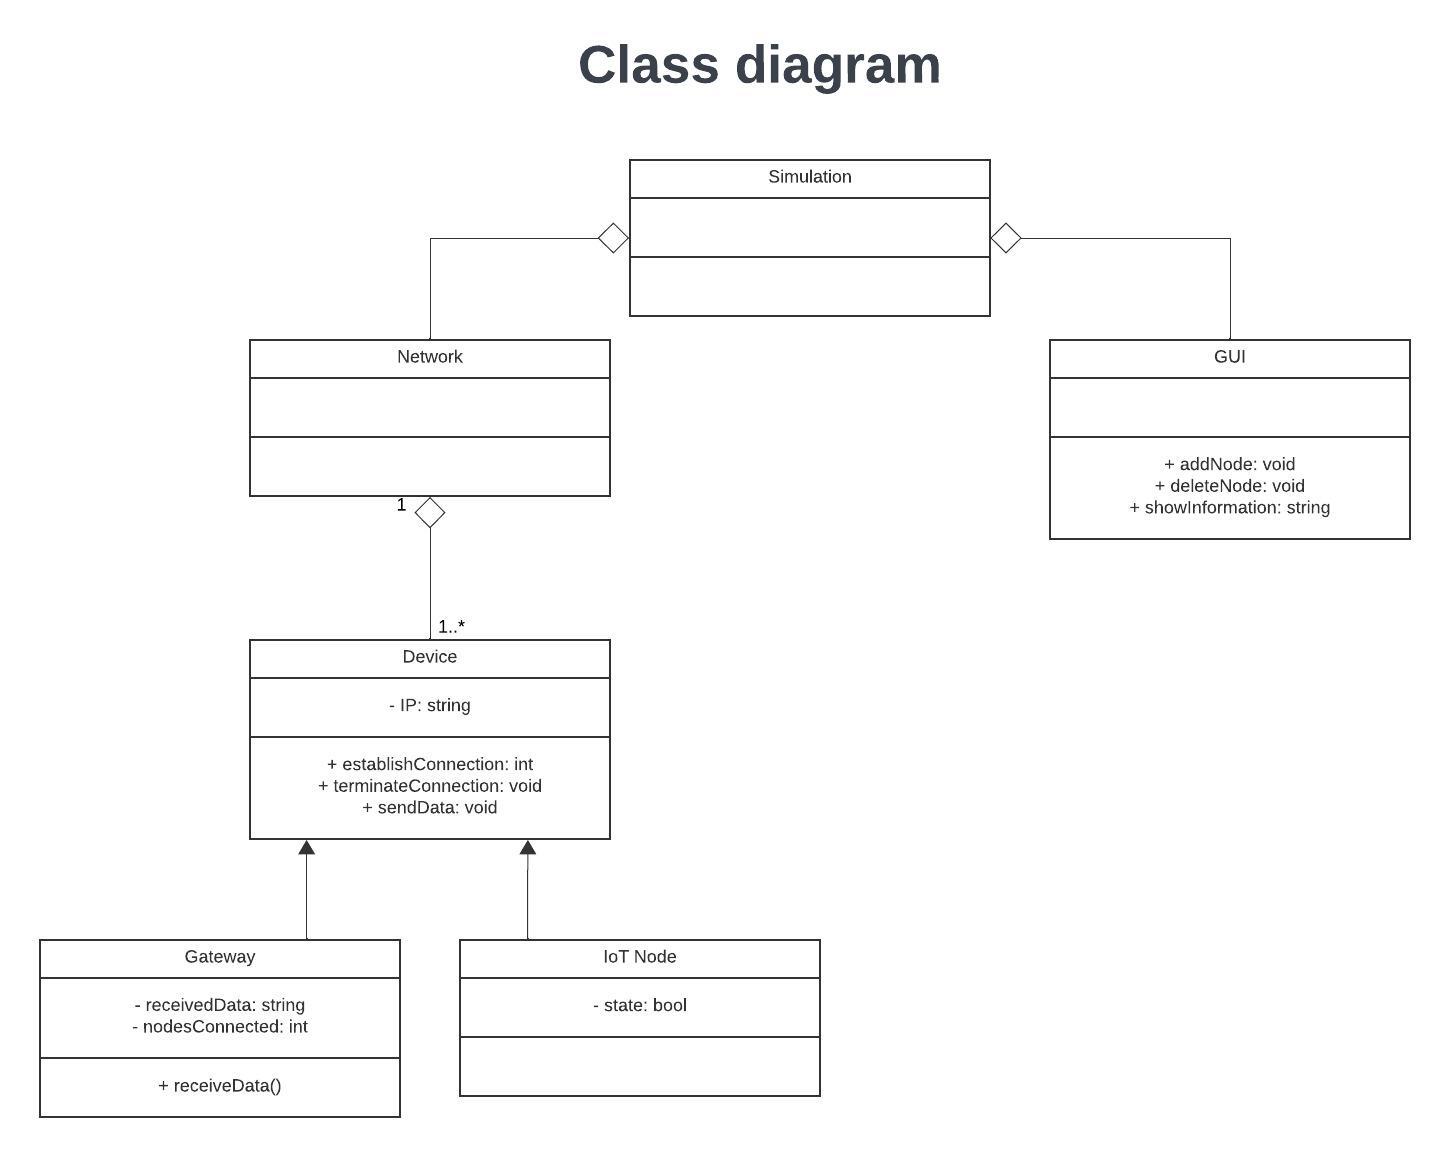 Class diagram
Simulation
Network
GUI
+ addNode: void
+ deleteNode: void
+ showInformation: string
1
1..*
Device
- IP: string
+ establishConnection: int
+ terminateConnection: void
+ sendData: void
Gateway
- receivedData: string
- nodesConnected: int
+ receiveData()
IoT Node
- state: bool